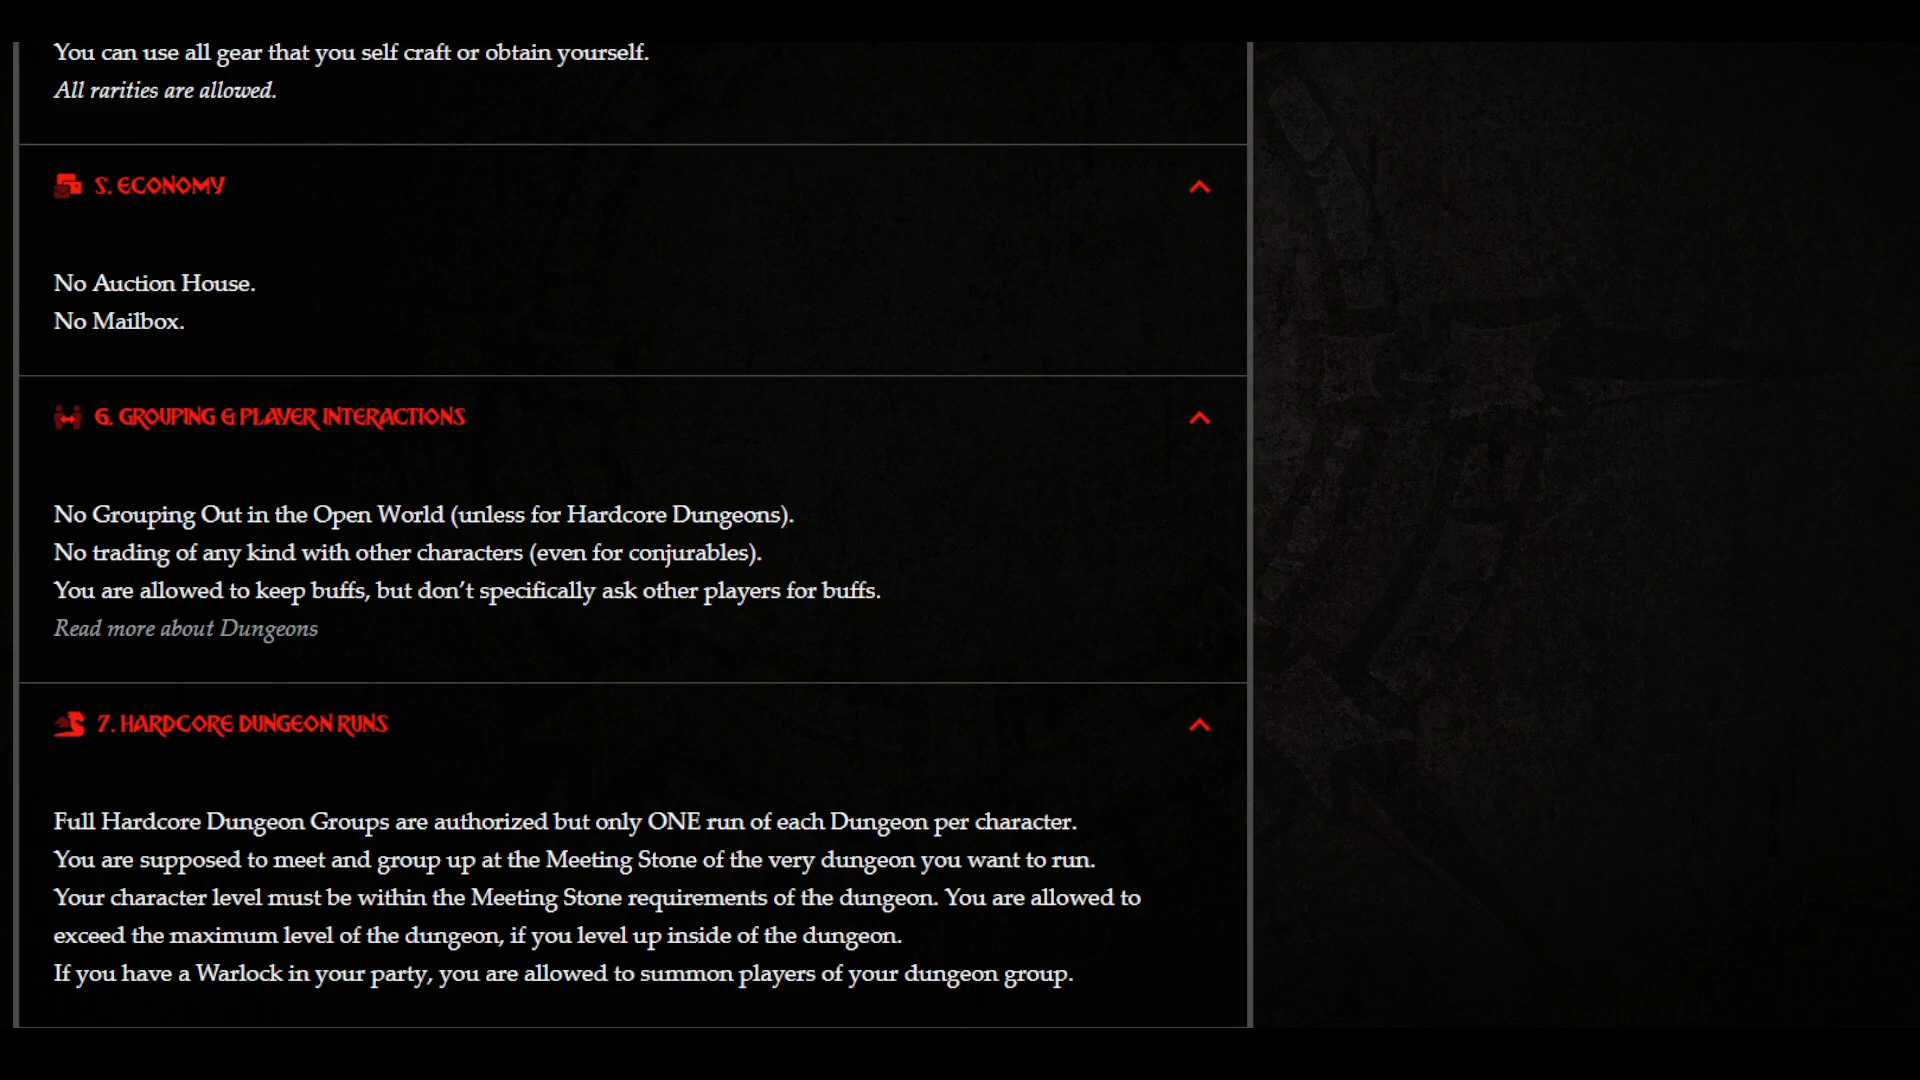 You can use all gear that you self craft or obtain yourself.
All rarities are allowed.
5. ECONOMY
No Auction House.
No Mailbox.
6. GROUPING & PLAYER INTERACTIONS
No Grouping Out in the Open World (unless for Hardcore Dungeons).
No trading of any kind with other characters (even for conjurables).
You are allowed to keep buffs, but don’t specifically ask other players for buffs.
Read more about Dungeons
7. HARDCORE DUNGEON RUNS
Full Hardcore Dungeon Groups are authorized but only ONE run of each Dungeon per character.
You are supposed to meet and group up at the Meeting Stone of the very dungeon you want to run.
Your character level must be within the Meeting Stone requirements of the dungeon. You are allowed to
exceed the maximum level of the dungeon, if you level up inside of the dungeon.
If you have a Warlock in your party, you are allowed to summon players of your dungeon group.